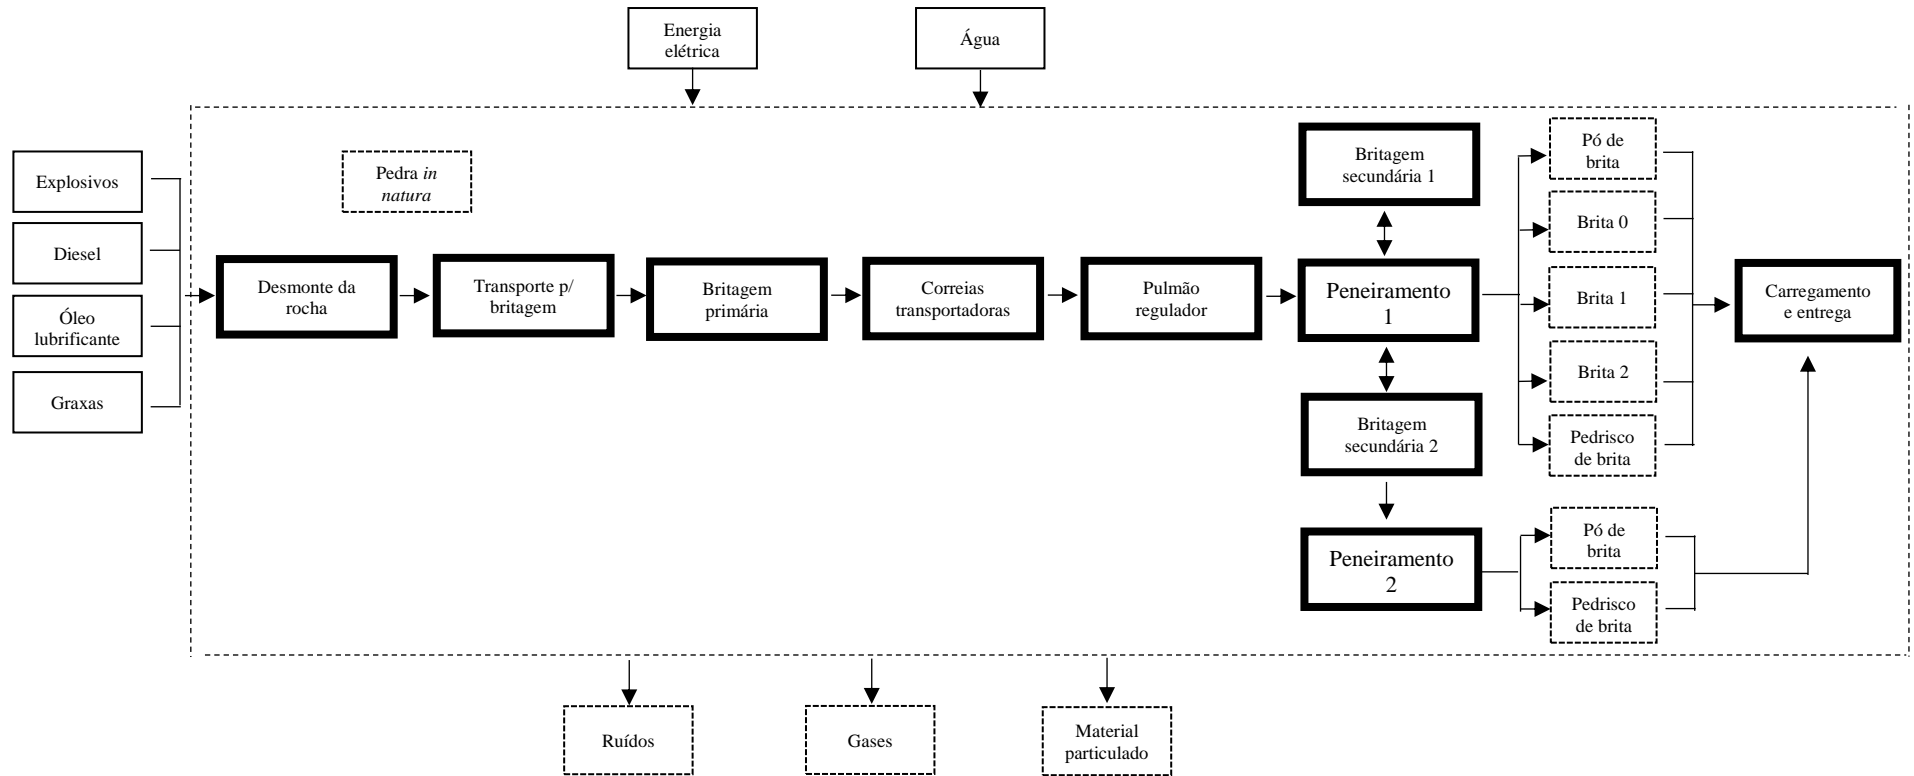 Energia
elétrica
Água
Explosivos
Diesel
Óleo
lubrificante
Graxas
Pedra in
natura
Desmonte da
rocha
Transporte p/
britagem
Britagem
primária
Correias
transportadoras
Pulmão
regulador
Britagem
secundária 1
Peneiramento
1
Britagem
secundária 2
Peneiramento
2
Pó de
brita
Brita 0
Brita 1
Brita 2
Pedrisco
de brita
Pó de
brita
Pedrisco
de brita
Carregamento
e entrega
Ruídos
Gases
Material
particulado